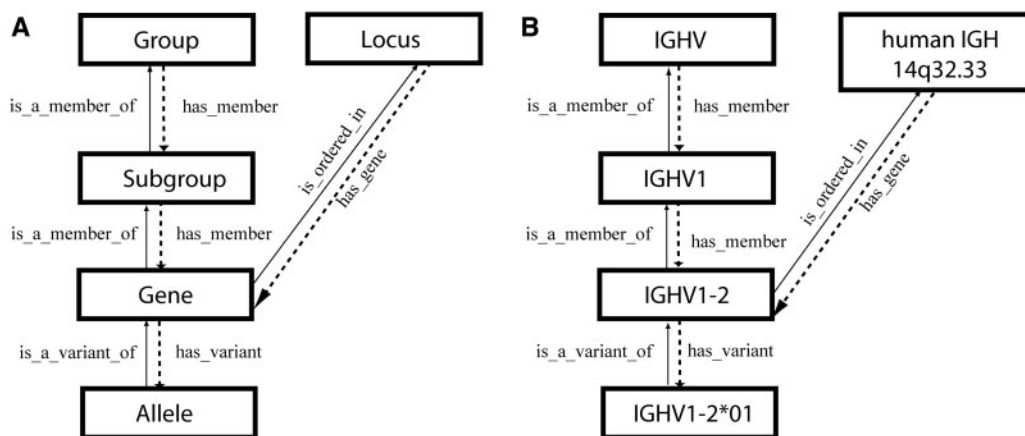 A
Group
Locus
is_a_member_of
has_member
Subgroup
is_ordered_in
has_gene
is_a_member_of
has_member
Gene
is_a_variant_of
has_variant
Allele
B
IGHV
human IGH
14q32.33
is_a_member_of
has_member
IGHV1
is_ordered_in
has_gene
is_a_member_of
has_member
IGHV1-2
is_a_variant_of
has_variant
IGHV1-2*01